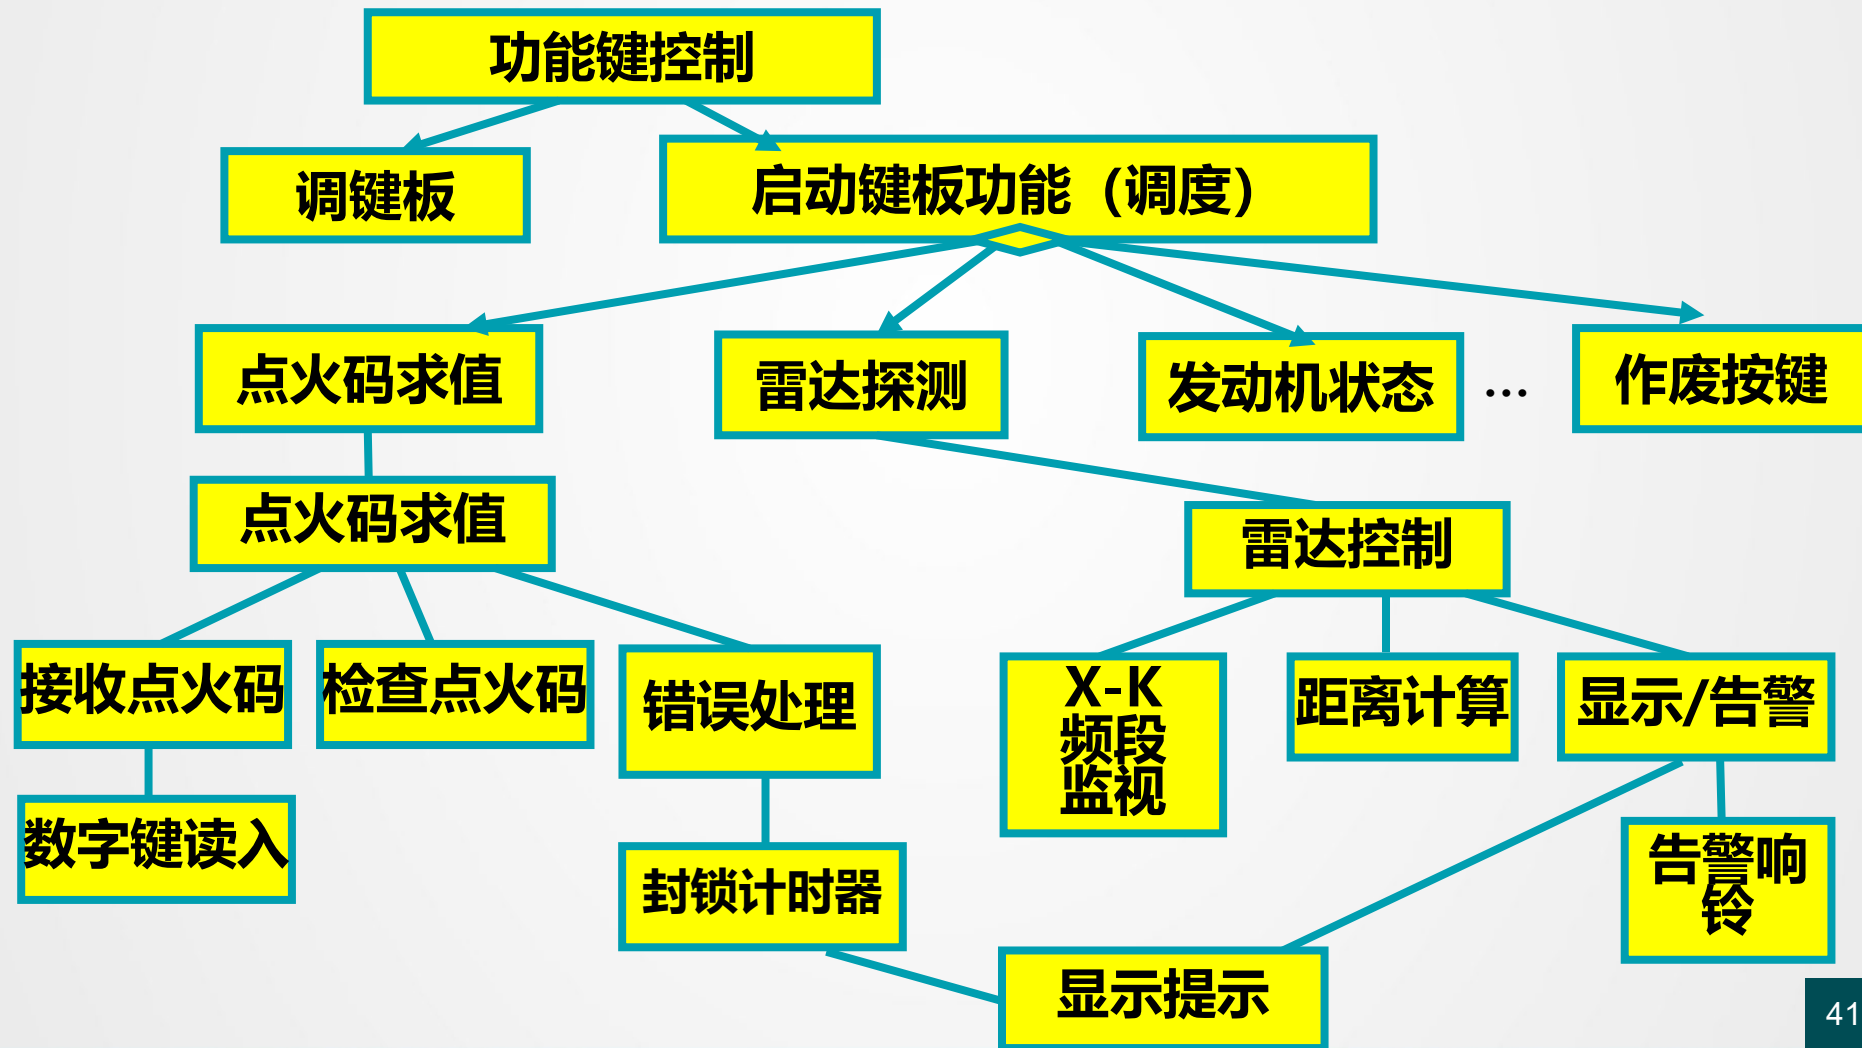 功能键控制
调键板
启动键板功能（调度）
点火码求值
雷达探测
发动机状态
…
作废按键
点火码求值
雷达控制
接收点火码
检查点火码
错误处理
X-K
频段
监视
距离计算
显示/告警
数字键读入
封锁计时器
告警响
铃
显示提示
41